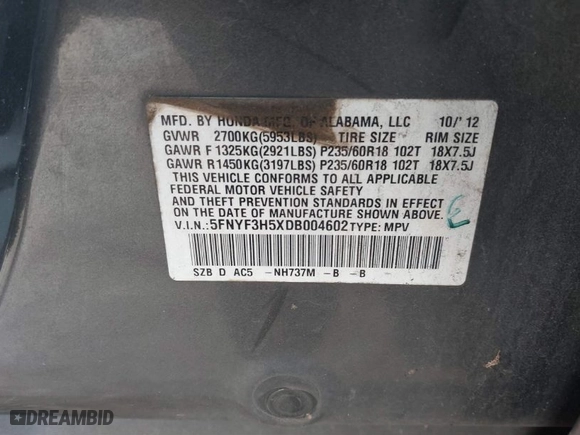 MFD. BY HONDA MFG. OF ALABAMA, LLC 10/'12
GVWR 2700KG(5953LBS) TIRE SIZE RIM SIZE
GAWR F 1325KG(2921LBS) P235/60R18 102T 18X7.5J
GAWR R 1450KG(3197LBS) P235/60R18 102T 18X7.5J
THIS VEHICLE CONFORMS TO ALL APPLICABLE
FEDERAL MOTOR VEHICLE SAFETY
AND THEFT PREVENTION STANDARDS IN EFFECT
ON THE DATE OF MANUFACTURE SHOWN ABOVE.
V.I.N.: 5FNYF3H5XDB004602 TYPE: MPV
SZB D AC5 -NH737M -B -B
DREAMBID